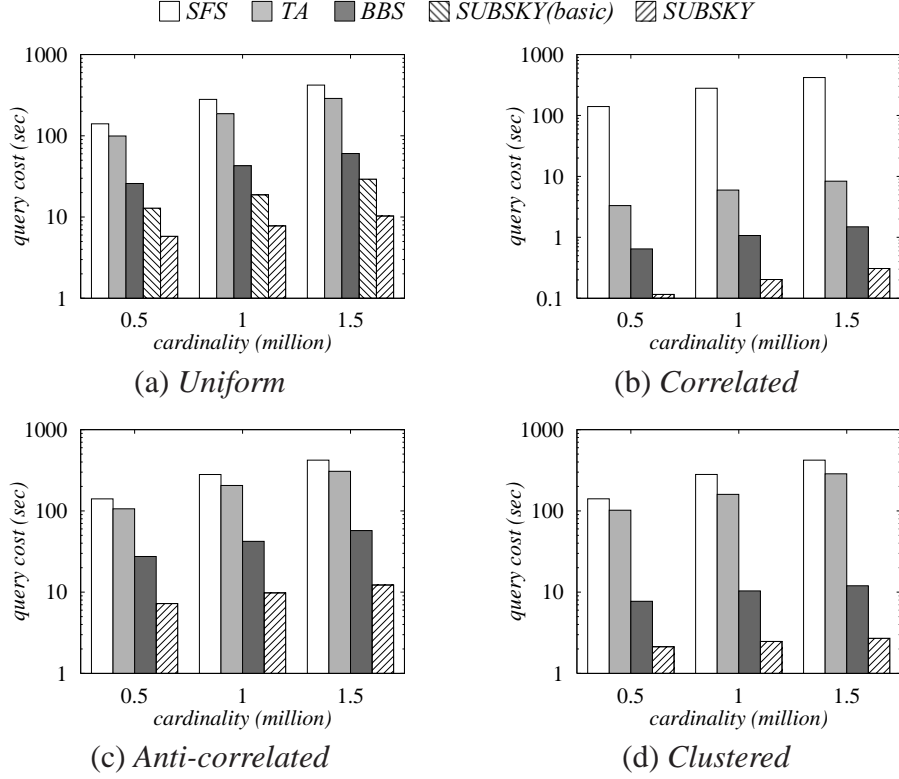 SFS TA BBS SUBSKY(basic) SUBSKY
query cost (sec)
1000
100
10
1
0.5 1 1.5
cardinality (million)
(a) Uniform
query cost (sec)
1000
100
10
1
0.1
0.5 1 1.5
cardinality (million)
(b) Correlated
query cost (sec)
1000
100
10
1
0.5 1 1.5
cardinality (million)
(c) Anti-correlated
query cost (sec)
1000
100
10
1
0.5 1 1.5
cardinality (million)
(d) Clustered